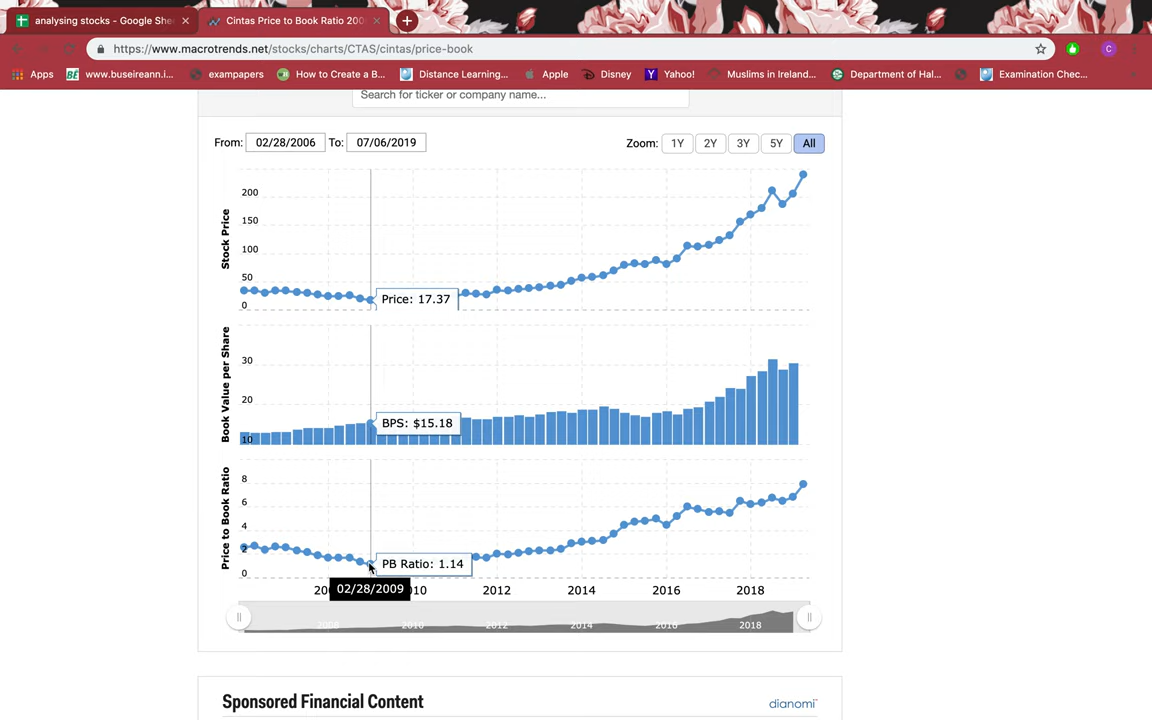 analysing stocks - Google She
Cintas Price to Book Ratio 200
https://www.macrotrends.net/stocks/charts/CTAS/cintas/price-book
C
Apps
BÉ www.buseireann.i...
exampapers
How to Create a B...
Distance Learning...
Apple
Disney
Y Yahoo!
Muslims in Ireland...
Department of Hal...
Examination Chec...
Search for ticker or company name...
From: 02/28/2006 To: 07/06/2019
Zoom: 1Y 2Y 3Y 5Y All
Stock Price
200
150
100
50
0
Price: 17.37
Book Value per Share
30
20
10
BPS: $15.18
Price to Book Ratio
8
6
4
2
0
PB Ratio: 1.14
20 02/28/2009 010 2012 2014 2016 2018
2008 2010 2012 2014 2016 2018
Sponsored Financial Content
dianomi